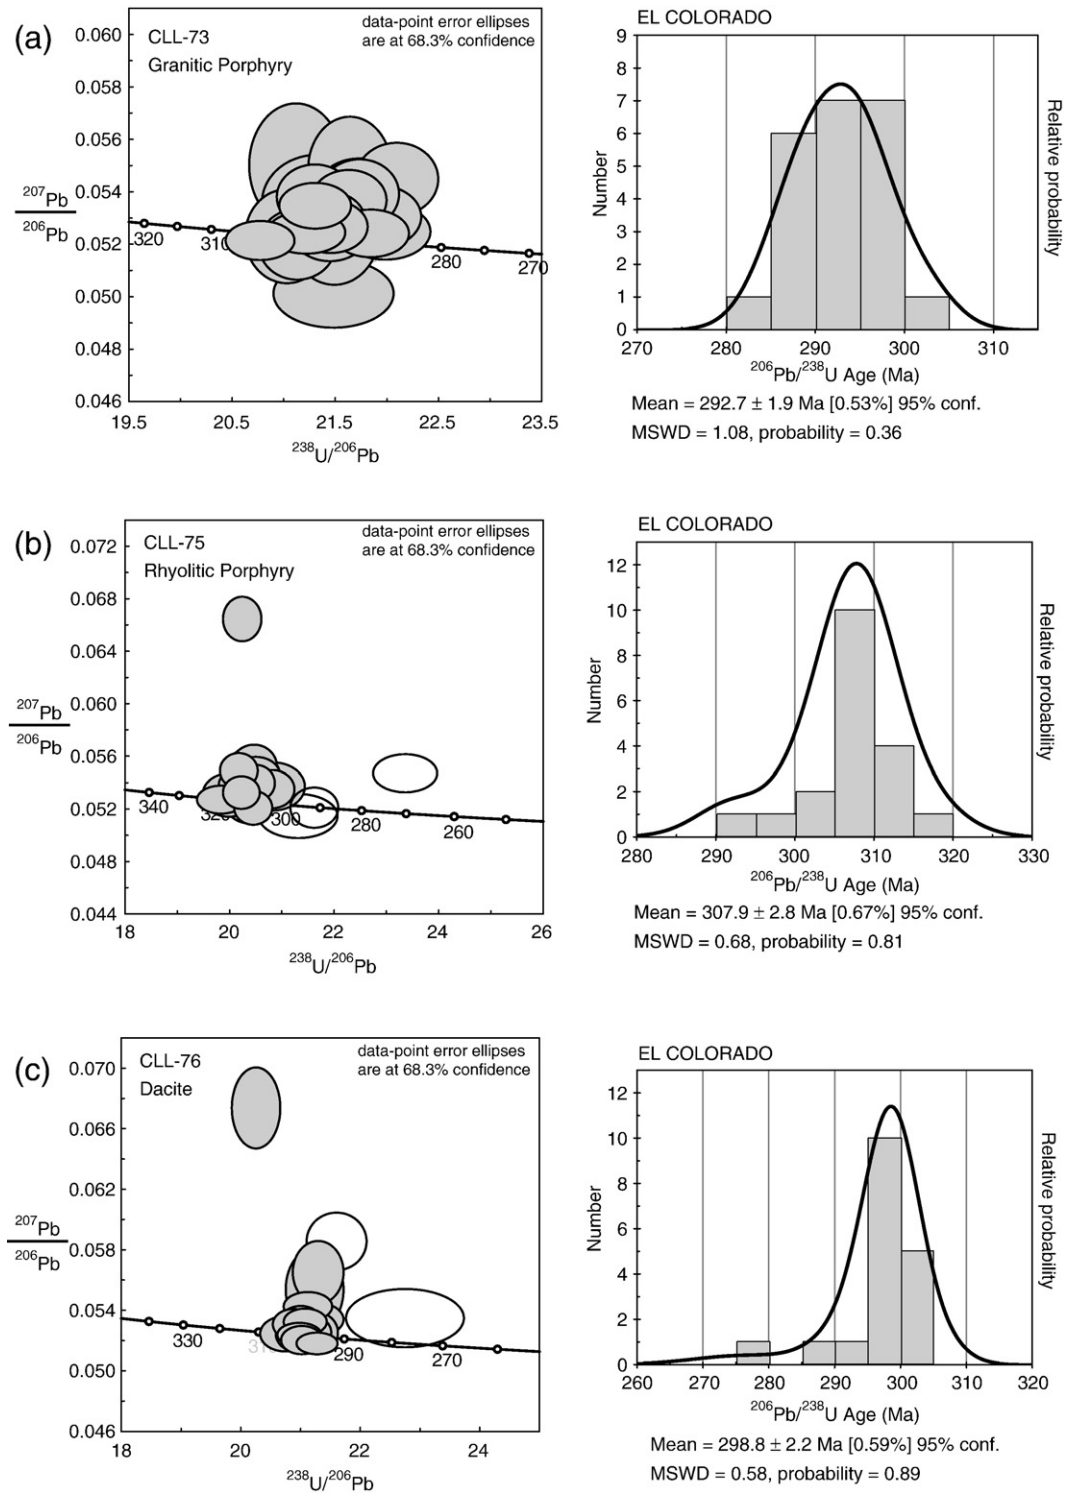 (a)
CLL-73
Granitic Porphyry
data-point error ellipses
are at 68.3% confidence
0.060
0.058
0.056
0.054
0.052
0.050
0.048
0.046
207Pb
206Pb
320
310
280
270
19.5 20.5 21.5 22.5 23.5
238U/206Pb
EL COLORADO
9
8
7
6
5
4
3
2
1
0
Number
Relative probability
270 280 290 300 310
206Pb/238U Age (Ma)
Mean = 292.7 ± 1.9 Ma [0.53%] 95% conf.
MSWD = 1.08, probability = 0.36
(b)
CLL-75
Rhyolitic Porphyry
data-point error ellipses
are at 68.3% confidence
0.072
0.068
0.064
0.060
0.056
0.052
0.048
0.044
207Pb
206Pb
340
320
300
280
260
18 20 22 24 26
238U/206Pb
EL COLORADO
12
10
8
6
4
2
0
Number
Relative probability
280 290 300 310 320 330
206Pb/238U Age (Ma)
Mean = 307.9 ± 2.8 Ma [0.67%] 95% conf.
MSWD = 0.68, probability = 0.81
(c)
CLL-76
Dacite
data-point error ellipses
are at 68.3% confidence
0.070
0.066
0.062
0.058
0.054
0.050
0.046
207Pb
206Pb
330
290
270
18 20 22 24
238U/206Pb
EL COLORADO
12
10
8
6
4
2
0
Number
Relative probability
260 270 280 290 300 310 320
206Pb/238U Age (Ma)
Mean = 298.8 ± 2.2 Ma [0.59%] 95% conf.
MSWD = 0.58, probability = 0.89